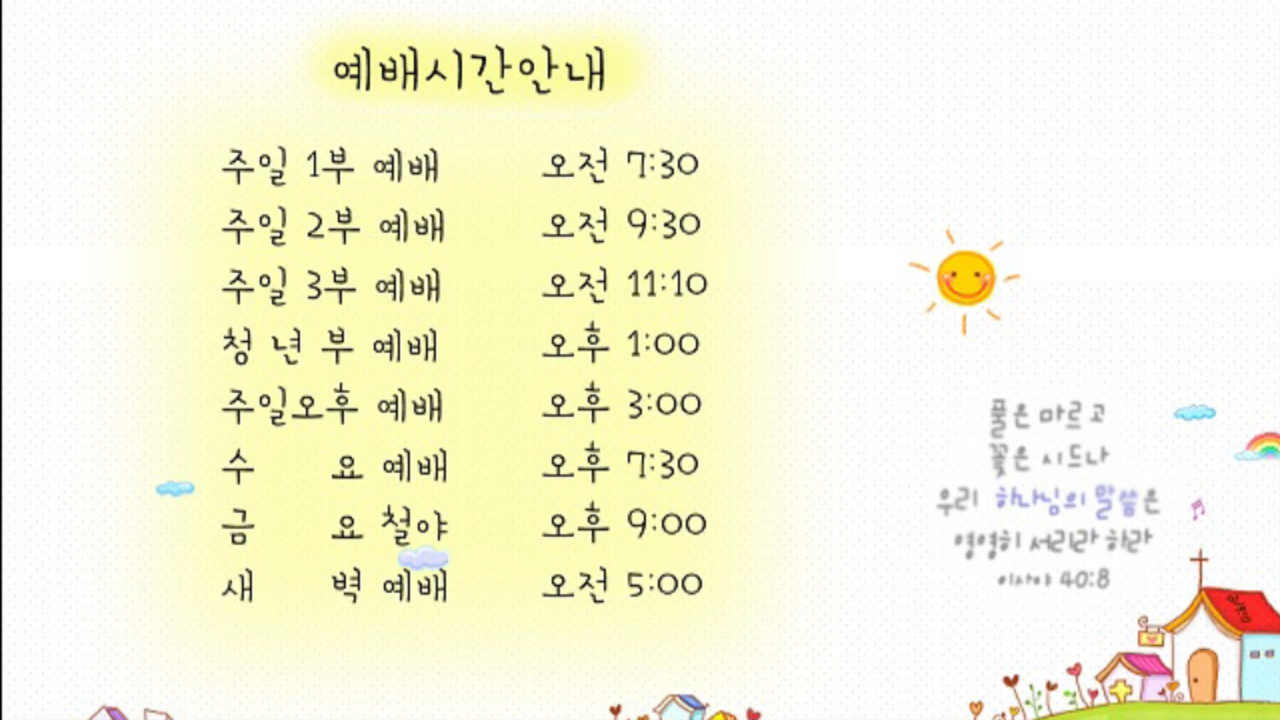 예배시간안내
주일 1부 예배 오전 7:30
주일 2부 예배 오전 9:30
주일 3부 예배 오전 11:10
청 년 부 예배 오후 1:00
주일오후 예배 오후 3:00
수 요 예배 오후 7:30
금 요 철야 오후 9:00
새 벽 예배 오전 5:00
풀은 마르고
꽃은 시드나
우리 하나님의 말씀은
영영히 서리라 하라
이사야 40:8